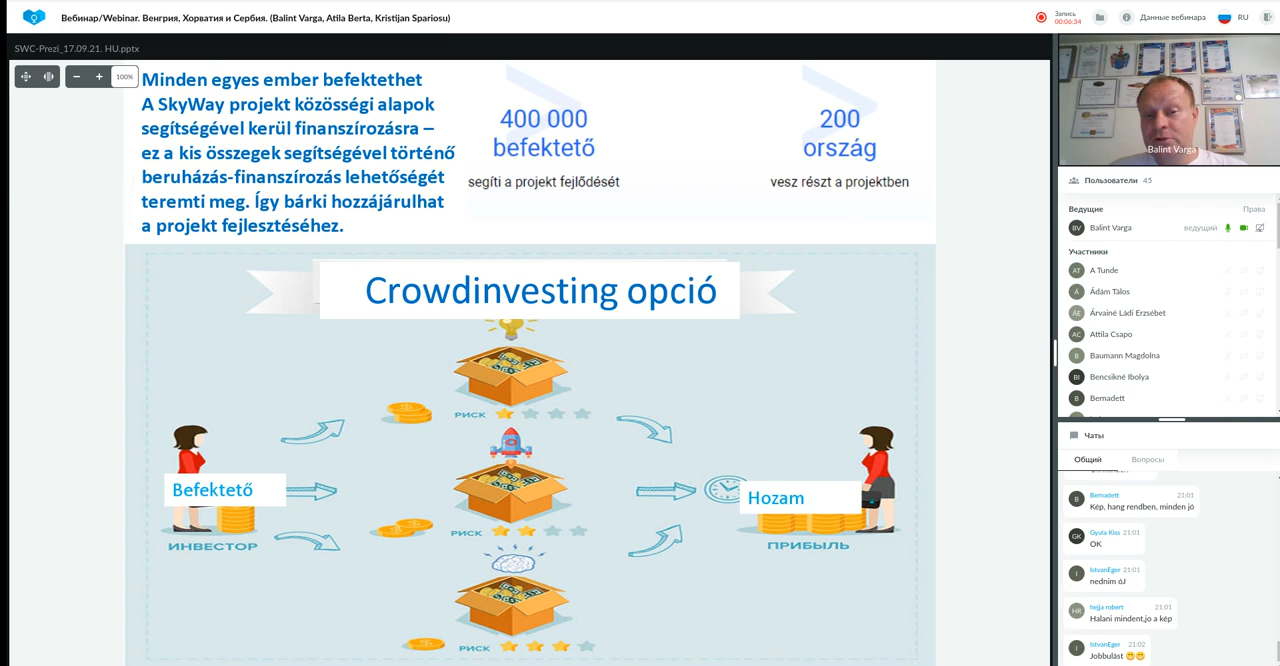 Вебинар/Webinar. Венгрия, Хорватия и Сербия. (Balint Varga, Atila Berta, Kristijan Spariosu)
Запись
00:06:34
Данные вебинара
RU
SWC-Prezi_17.09.21. HU.pptx
100%
Minden egyes ember befektethet
A SkyWay projekt közösségi alapok
segítségével kerül finanszírozásra –
ez a kis összegek segítségével történő
beruházás-finanszírozás lehetőségét
teremti meg. Így bárki hozzájárulhat
a projekt fejlesztéséhez.
400 000
befektető
segíti a projekt fejlődését
200
ország
vesz részt a projektben
Crowdinvesting opció
РИСК
Befektető
ИНВЕСТОР
РИСК
Hozam
ПРИБЫЛЬ
РИСК
Balint Varga
Пользователи 45
Ведущие Права
BV Balint Varga ведущий
Участники
AT A Tunde
Á Ádám Tálos
ÁE Árvainé Ládi Erzsébet
AC Attila Csapo
B Baumann Magdolna
BI Bencsikné Ibolya
B Bernadett
Чаты
Общий Вопросы
B Bernadett 21:01
Kép, hang rendben, minden jó
GK Gyula Kiss 21:01
OK
I IstvanEger 21:01
nednim óJ
HR hejja robert 21:01
Halani mindent,jo a kép
I IstvanEger 21:02
Jobbulást 😁😁